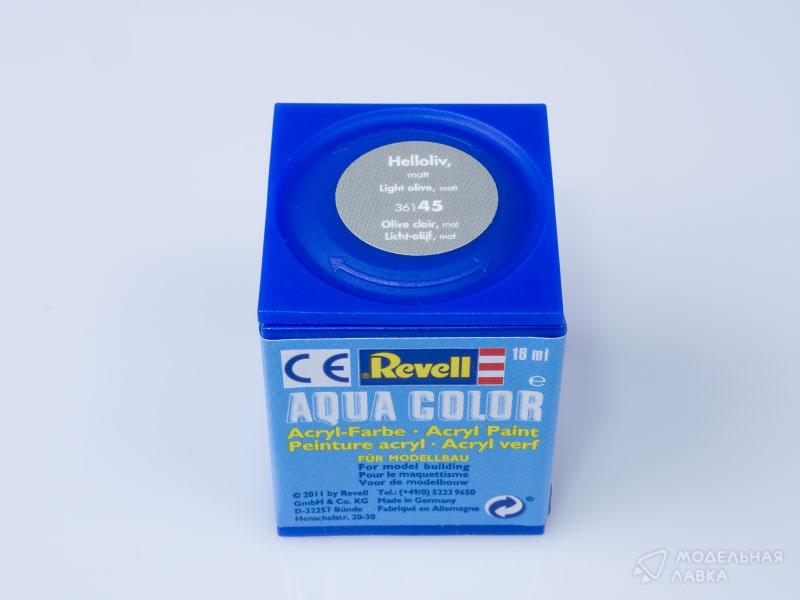 Helloliv,
matt
Light olive, matt
36145
Olive clair, mat
Licht-olijf, mat
CE Revell 18 ml
e
AQUA COLOR
Acryl-Farbe · Acryl Paint
Peinture acryl · Acryl verf
FÜR MODELLBAU
For model building
Pour le maquettisme
Voor de modelbouw
© 2011 by Revell Tel.: (+49/0) 5223 9650
GmbH & Co. KG Made in Germany
D-32257 Bünde Fabriqué en Allemagne
Henschelstr. 20-30
МОДЕЛЬНАЯ
ЛАВКА